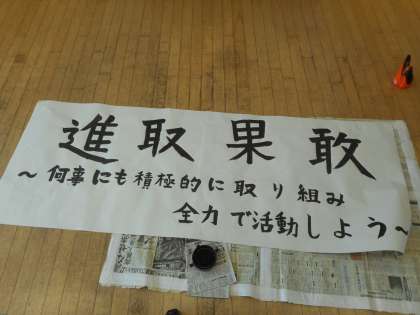 進取果敢
～何事にも積極的に取り組み
全力で活動しよう～